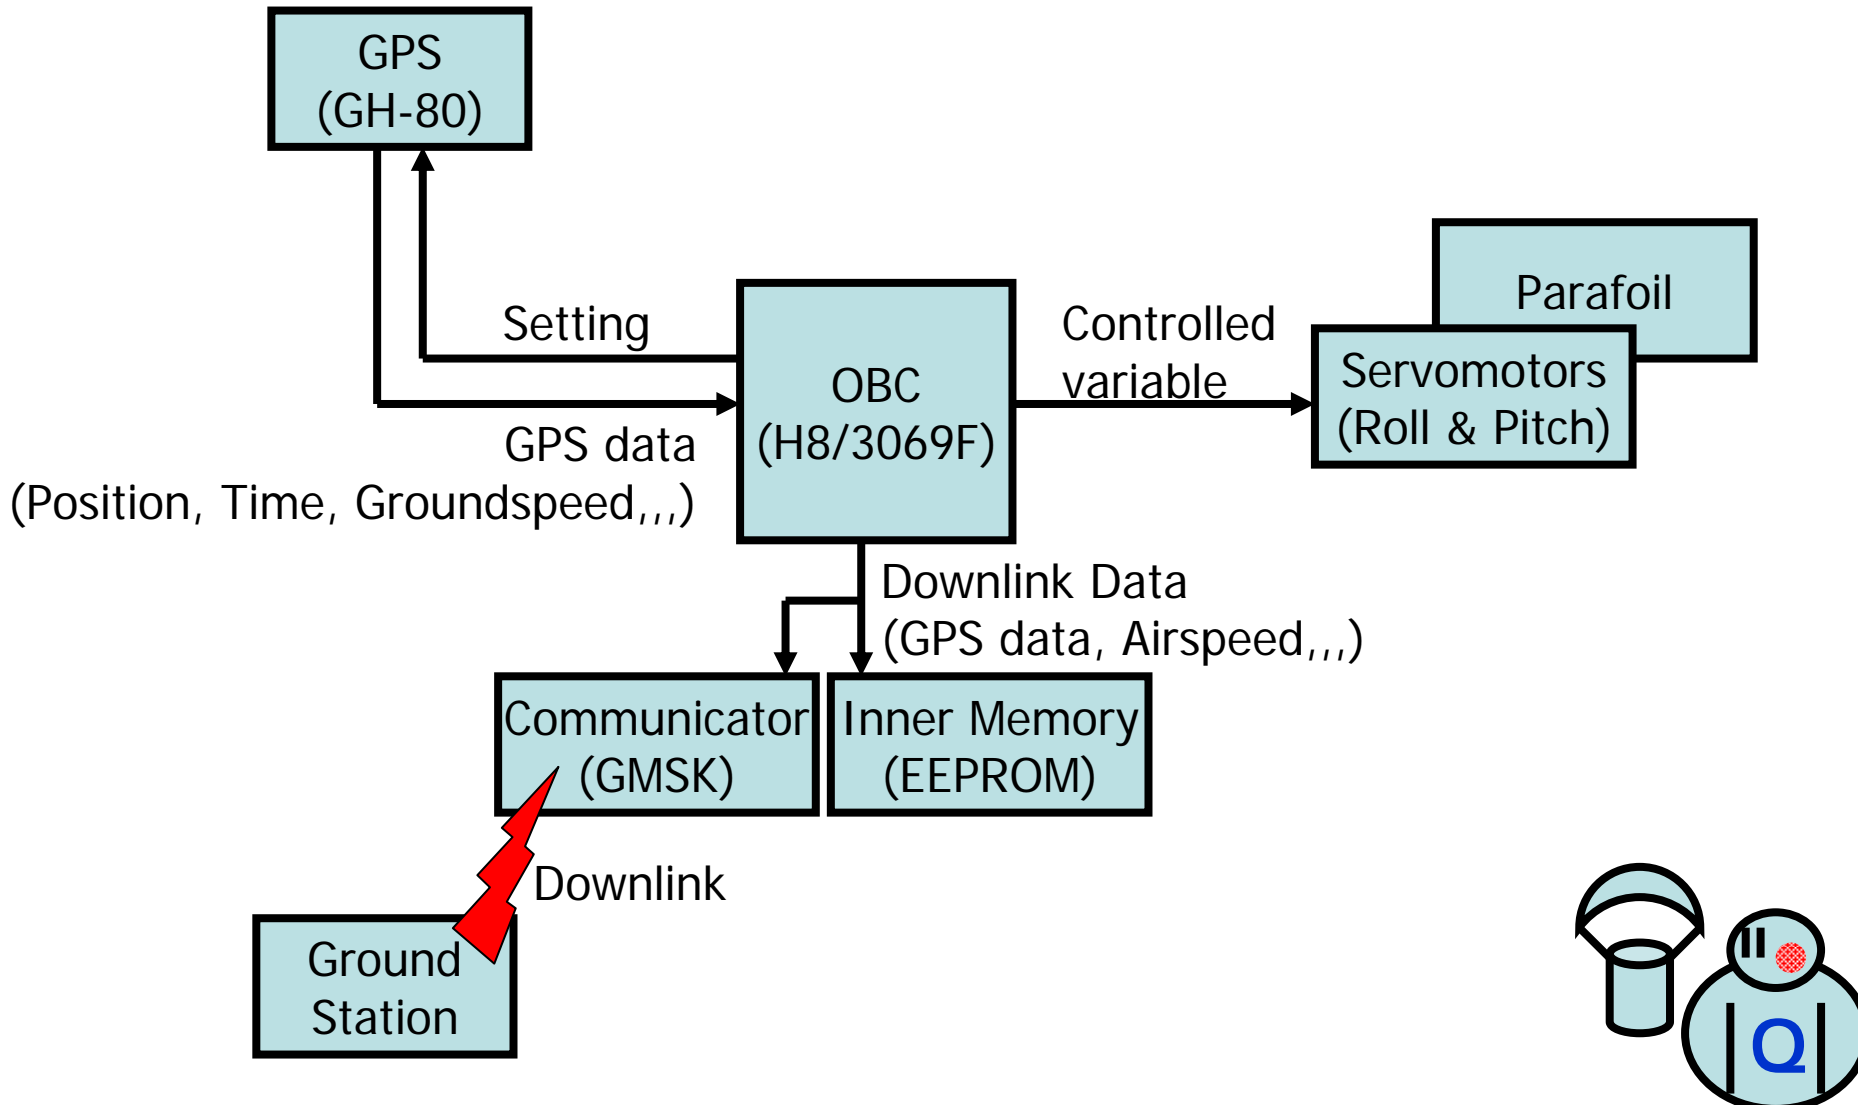 GPS
(GH-80)
Parafoil
Setting
Controlled
variable
Servomotors
(Roll & Pitch)
OBC
(H8/3069F)
GPS data
(Position, Time, Groundspeed,,,)
Downlink Data
(GPS data, Airspeed,,,)
Communicator
(GMSK)
Inner Memory
(EEPROM)
Downlink
Ground
Station
Q